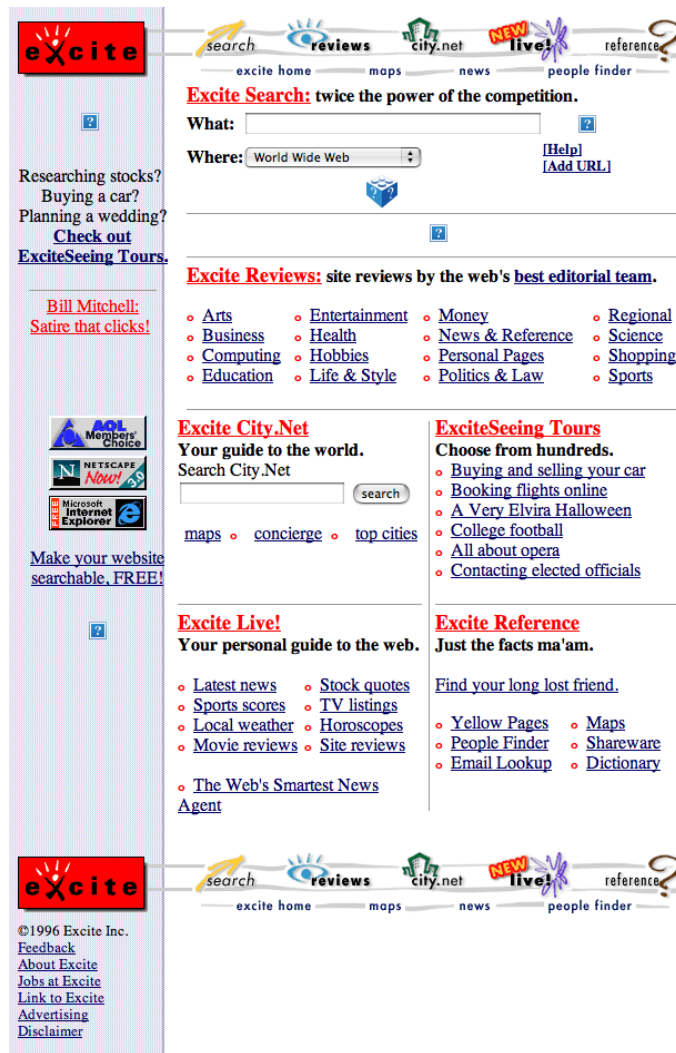 excite
search reviews city.net NEW live! reference
excite home maps news people finder
Excite Search: twice the power of the competition.
What:
Where: World Wide Web
[Help]
[Add URL]
Researching stocks?
Buying a car?
Planning a wedding?
Check out
ExciteSeeing Tours.
Bill Mitchell:
Satire that clicks!
Excite Reviews: site reviews by the web's best editorial team.
Arts Entertainment Money Regional
Business Health News & Reference Science
Computing Hobbies Personal Pages Shopping
Education Life & Style Politics & Law Sports
AOL
Members'
Choice
NETSCAPE
Now! 3.0
FREE Microsoft
Internet
Explorer
Make your website
searchable, FREE!
Excite City.Net
Your guide to the world.
Search City.Net
search
maps concierge top cities
ExciteSeeing Tours
Choose from hundreds.
Buying and selling your car
Booking flights online
A Very Elvira Halloween
College football
All about opera
Contacting elected officials
Excite Live!
Your personal guide to the web.
Latest news Stock quotes
Sports scores TV listings
Local weather Horoscopes
Movie reviews Site reviews
The Web's Smartest News
Agent
Excite Reference
Just the facts ma'am.
Find your long lost friend.
Yellow Pages Maps
People Finder Shareware
Email Lookup Dictionary
excite
search reviews city.net NEW live! reference
excite home maps news people finder
©1996 Excite Inc.
Feedback
About Excite
Jobs at Excite
Link to Excite
Advertising
Disclaimer